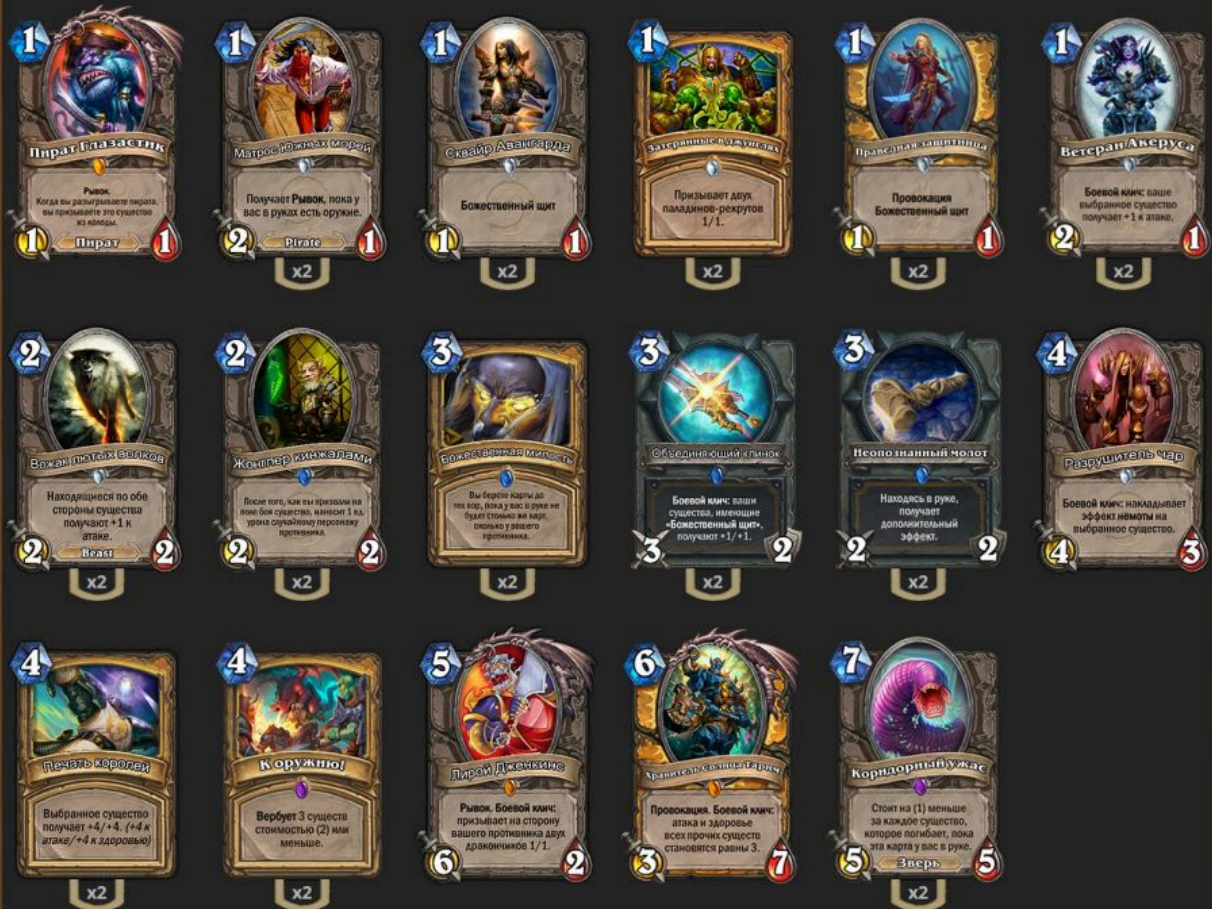 1
Пират Глазастик
Рывок.
Когда вы разыгрываете пирата,
вы призываете это существо
из колоды.
Пират
1
1
1
Матрос Южных морей
Получает Рывок, пока у
вас в руках есть оружие.
Pirate
2
1
x2
1
Сквайр Авангарда
Божественный щит
1
1
x2
1
Затерянные в джунглях
Призывает двух
паладинов-рекрутов
1/1.
x2
1
Праведная защитница
Провокация
Божественный щит
1
1
x2
1
Ветеран Акеруса
Боевой клич: ваше
выбранное существо
получает +1 к атаке.
2
1
x2
2
Вожак лютых волков
Находящиеся по обе
стороны существа
получают +1 к
атаке.
Beast
2
2
x2
2
Жонглер кинжалами
После того, как вы призвали на
поле боя существо, наносит 1 ед.
урона случайному персонажу
противника.
2
2
x2
3
Божественная милость
Вы берете карты до
тех пор, пока у вас в руке не
будет столько же карт,
сколько у вашего
противника.
x2
3
Объединяющий клинок
Боевой клич: ваши
существа, имеющие
«Божественный щит»,
получают +1/+1.
3
2
x2
3
Неопознанный молот
Находясь в руке,
получает
дополнительный
эффект.
2
2
x2
4
Разрушитель чар
Боевой клич: накладывает
эффект немоты на
выбранное существо.
4
3
4
Печать королей
Выбранное существо
получает +4/+4. (+4 к
атаке/+4 к здоровью)
x2
4
К оружию!
Вербует 3 существ
стоимостью (2) или
меньше.
x2
5
Лирой Дженкинс
Рывок. Боевой клич:
призывает на сторону
вашего противника двух
дракончиков 1/1.
6
2
6
Хранитель Солнца Тарим
Провокация. Боевой клич:
атака и здоровье
всех прочих существ
становятся равны 3.
3
7
7
Коридорный ужас
Стоит на (1) меньше
за каждое существо,
которое погибает, пока
эта карта у вас в руке.
Зверь
5
5
x2